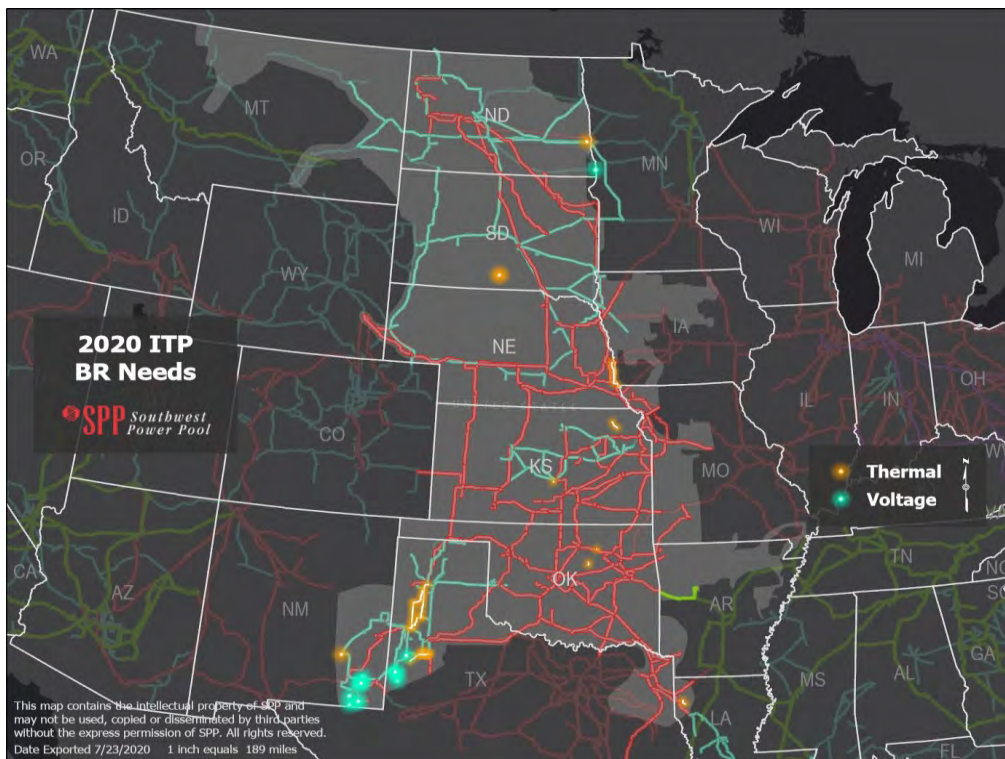 WA
MT
ND
MN
OR
ID
WY
SD
WI
MI
2020 ITP
BR Needs
SPP Southwest
Power Pool
NE
IA
IL
IN
OH
WV
CO
KS
MO
Thermal
Voltage
N
CA
AZ
NM
OK
AR
TN
NC
SC
TX
LA
MS
AL
GA
FL
This map contains the intellectual property of SPP and
may not be used, copied or disseminated by third parties
without the express permission of SPP. All rights reserved.
Date Exported 7/23/2020 1 inch equals 189 miles